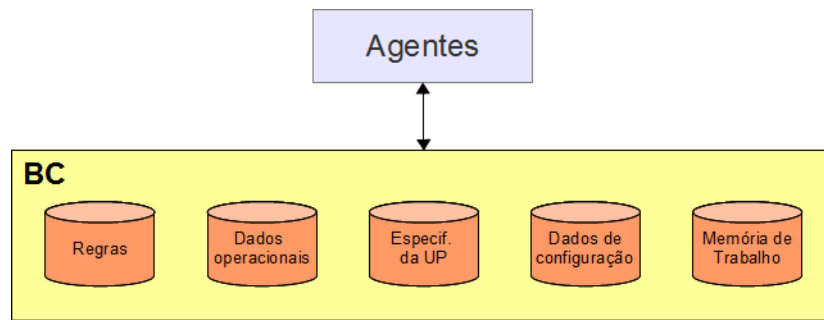 Agentes
BC
Regras
Dados
operacionais
Especif.
da UP
Dados de
configuração
Memória de
Trabalho